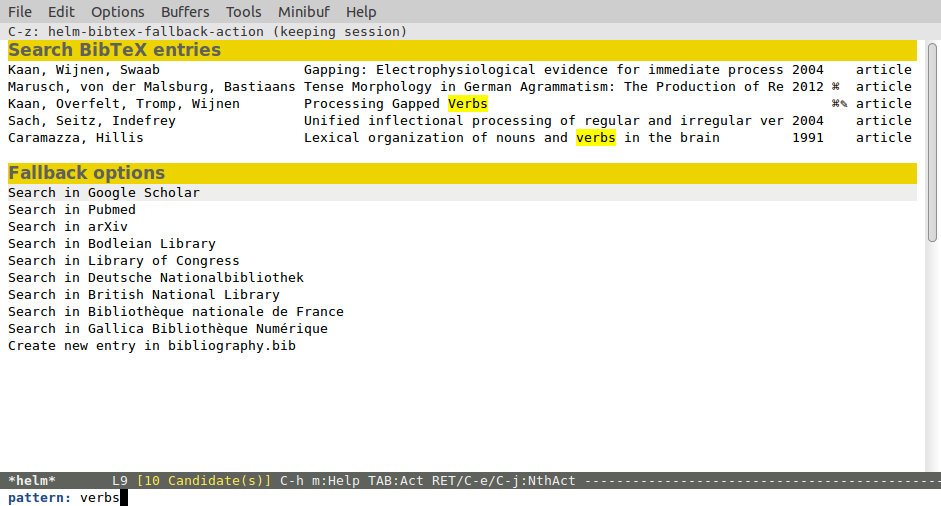 File Edit Options Buffers Tools Minibuf Help
C-z: helm-bibtex-fallback-action (keeping session)
Search BibTeX entries
Kaan, Wijnen, Swaab Gapping: Electrophysiological evidence for immediate process 2004 article
Marusch, von der Malsburg, Bastiaans Tense Morphology in German Agrammatism: The Production of Re 2012 ⌘ article
Kaan, Overfelt, Tromp, Wijnen Processing Gapped Verbs ⌘✎ article
Sach, Seitz, Indefrey Unified inflectional processing of regular and irregular ver 2004 article
Caramazza, Hillis Lexical organization of nouns and verbs in the brain 1991 article
Fallback options
Search in Google Scholar
Search in Pubmed
Search in arXiv
Search in Bodleian Library
Search in Library of Congress
Search in Deutsche Nationalbibliothek
Search in British National Library
Search in Bibliothèque nationale de France
Search in Gallica Bibliothèque Numérique
Create new entry in bibliography.bib
*helm* L9 [10 Candidate(s)] C-h m:Help TAB:Act RET/C-e/C-j:NthAct ---------------------------------------------
pattern: verbs